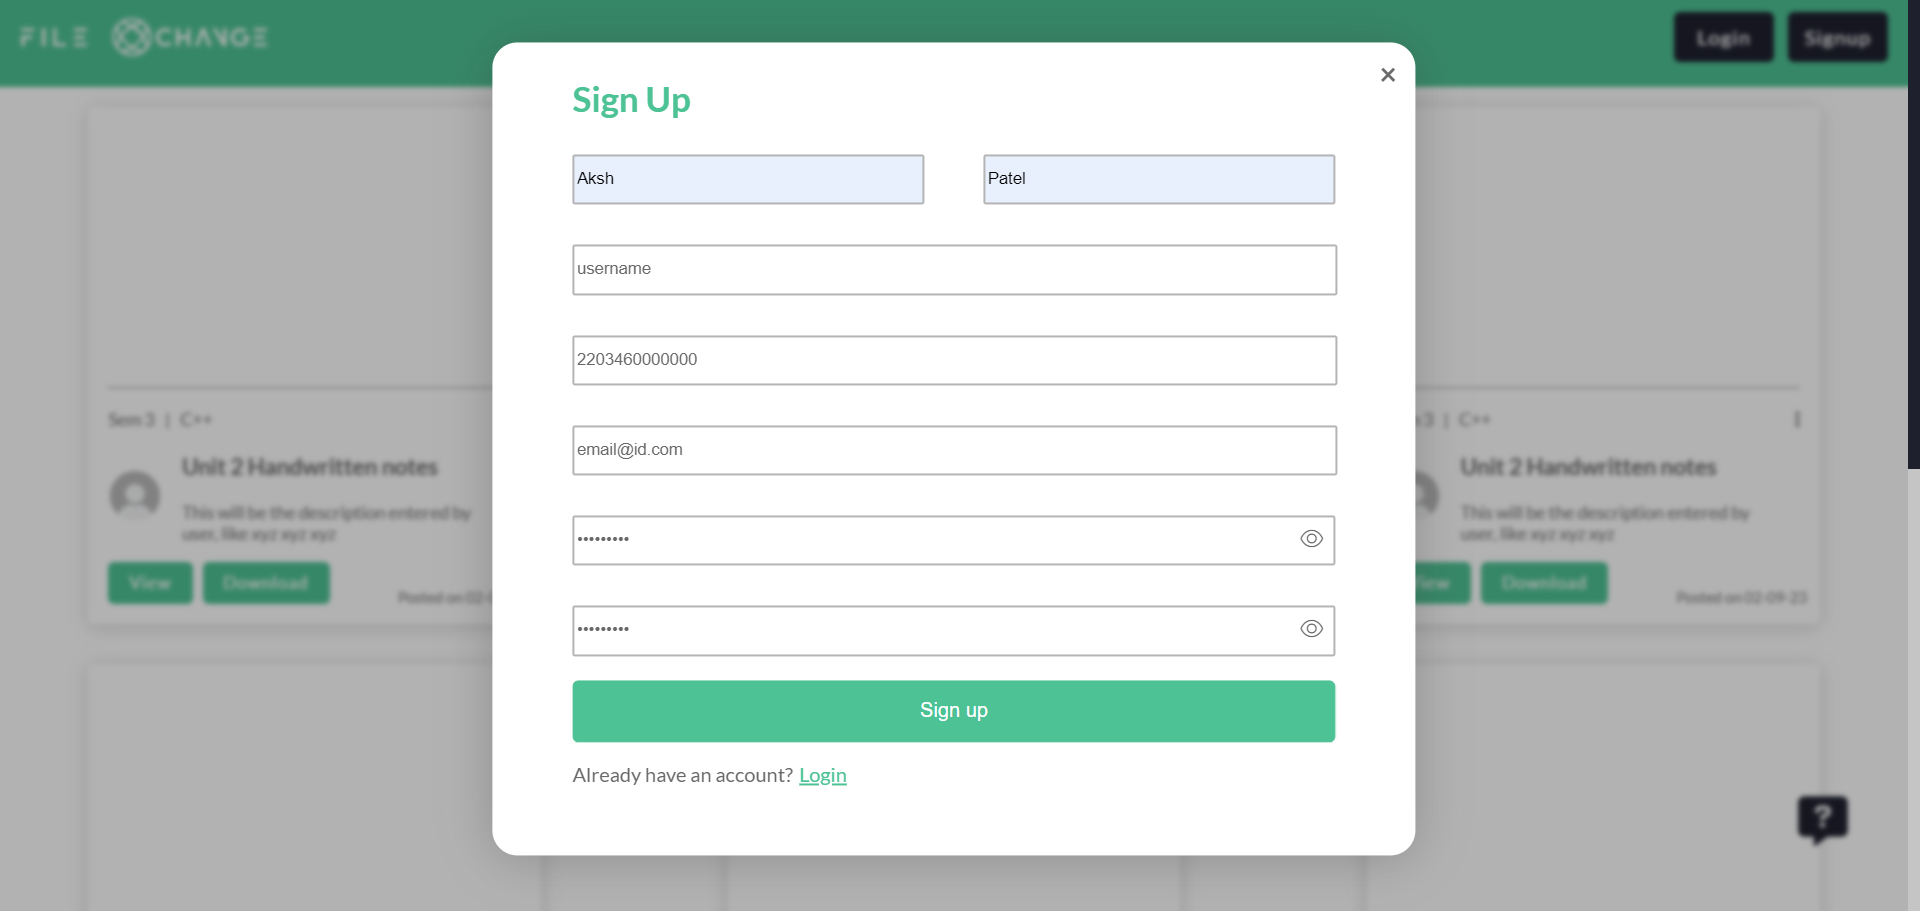 FILE XCHANGE
Login
Signup
Sign Up
Aksh
Patel
username
2203460000000
email@id.com
•••••••••
•••••••••
Sign up
Already have an account? Login
Sem 3 | C++
Unit 2 Handwritten notes
This will be the description entered by
user, like xyz xyz xyz
View
Download
Posted on 02-
3 | C++
Unit 2 Handwritten notes
This will be the description entered by
user, like xyz xyz xyz
View
Download
Posted on 02-09-23
?